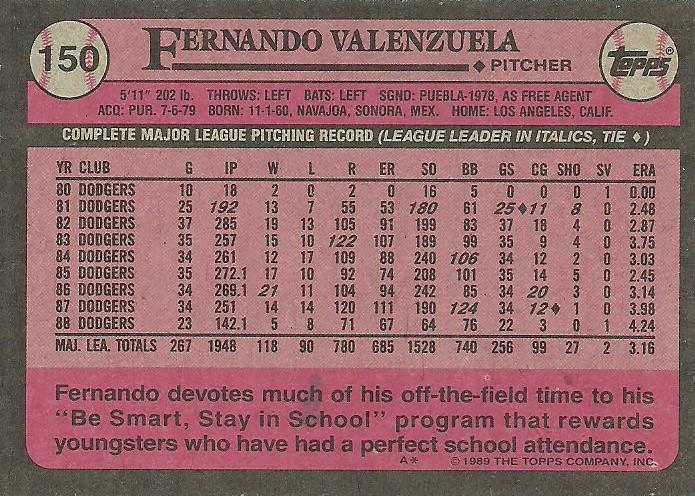 150
FERNANDO VALENZUELA
◆PITCHER
TOPPS
5'11" 202 lb. THROWS: LEFT BATS: LEFT SGND: PUEBLA-1978, AS FREE AGENT
ACQ: PUR. 7-6-79 BORN: 11-1-60, NAVAJOA, SONORA, MEX. HOME: LOS ANGELES, CALIF.
COMPLETE MAJOR LEAGUE PITCHING RECORD (LEAGUE LEADER IN ITALICS, TIE ◆)
YR CLUB G IP W L R ER SO BB GS CG SHO SV ERA
80 DODGERS 10 18 2 0 2 0 16 5 0 0 0 1 0.00
81 DODGERS 25 192 13 7 55 53 180 61 25◆11 8 0 2.48
82 DODGERS 37 285 19 13 105 91 199 83 37 18 4 0 2.87
83 DODGERS 35 257 15 10 122 107 189 99 35 9 4 0 3.75
84 DODGERS 34 261 12 17 109 88 240 106 34 12 2 0 3.03
85 DODGERS 35 272.1 17 10 92 74 208 101 35 14 5 0 2.45
86 DODGERS 34 269.1 21 11 104 94 242 85 34 20 3 0 3.14
87 DODGERS 34 251 14 14 120 111 190 124 34 12◆ 1 0 3.98
88 DODGERS 23 142.1 5 8 71 67 64 76 22 3 0 1 4.24
MAJ. LEA. TOTALS 267 1948 118 90 780 685 1528 740 256 99 27 2 3.16
Fernando devotes much of his off-the-field time to his
"Be Smart, Stay in School" program that rewards
youngsters who have had a perfect school attendance.
A* © 1989 THE TOPPS COMPANY, INC.